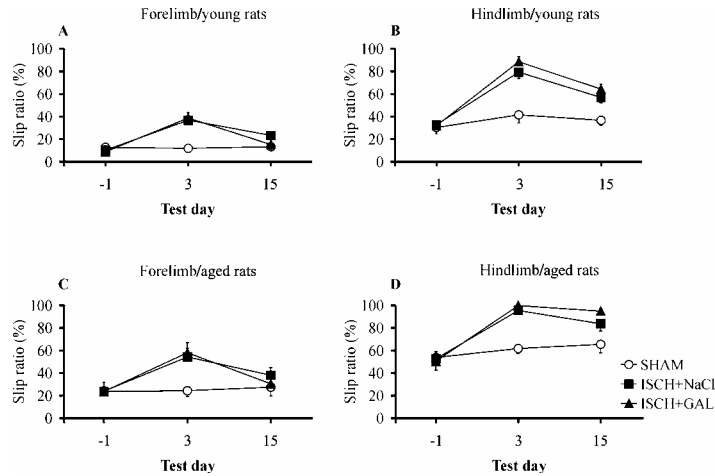 Forelimb/young rats
A
Slip ratio (%)
100
80
60
40
20
0
-1 3 15
Test day
Hindlimb/young rats
B
Slip ratio (%)
100
80
60
40
20
0
-1 3 15
Test day
Forelimb/aged rats
C
Slip ratio (%)
100
80
60
40
20
0
-1 3 15
Test day
Hindlimb/aged rats
D
Slip ratio (%)
100
80
60
40
20
0
-1 3 15
Test day
SHAM
ISCH+NaCl
ISCH+GAL